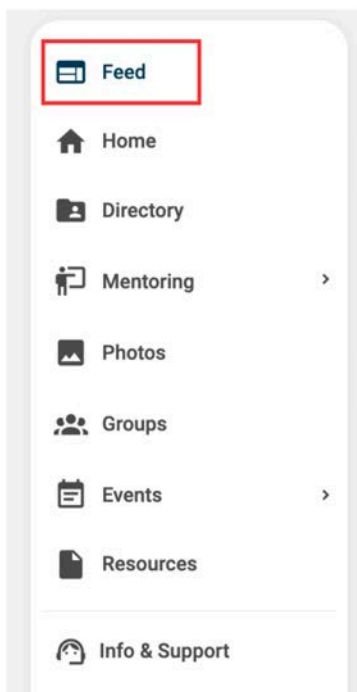 Feed
Home
Directory
Mentoring
Photos
Groups
Events
Resources
Info & Support